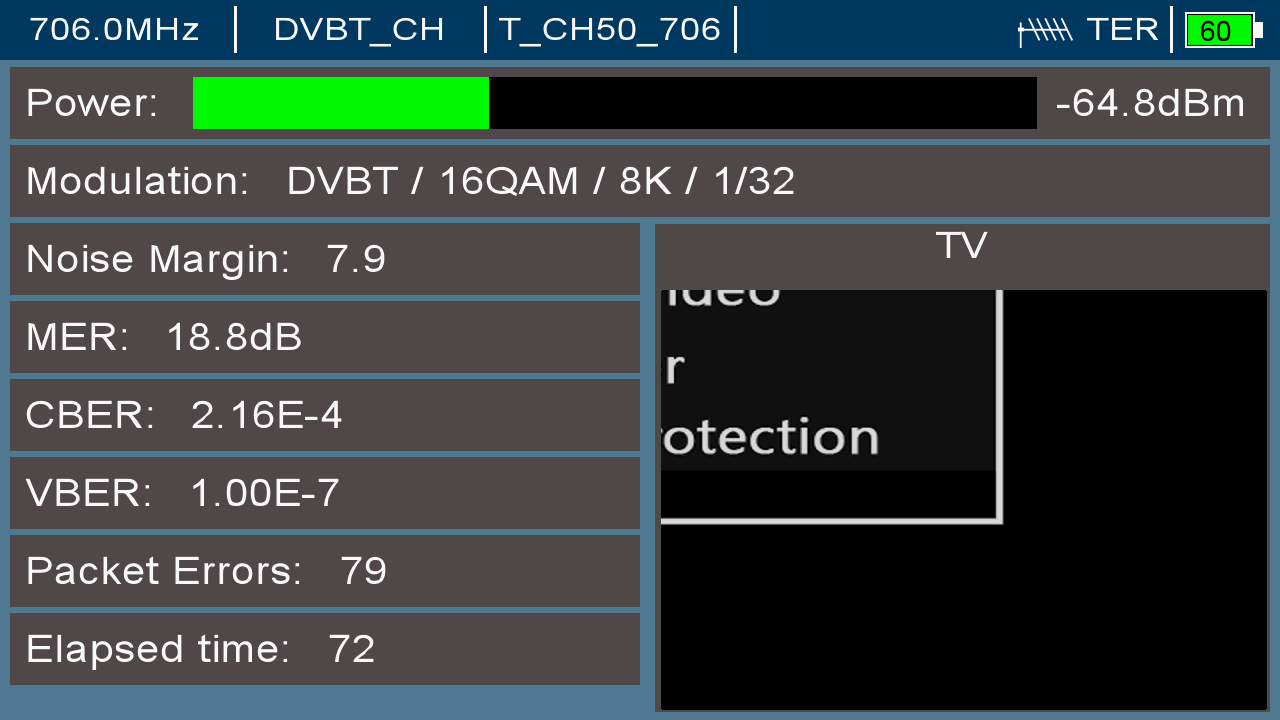 706.0MHz DVBT_CH T_CH50_706 TER 60
Power: -64.8dBm
Modulation: DVBT / 16QAM / 8K / 1/32
Noise Margin: 7.9
MER: 18.8dB
CBER: 2.16E-4
VBER: 1.00E-7
Packet Errors: 79
Elapsed time: 72
TV
ideo
r
otection